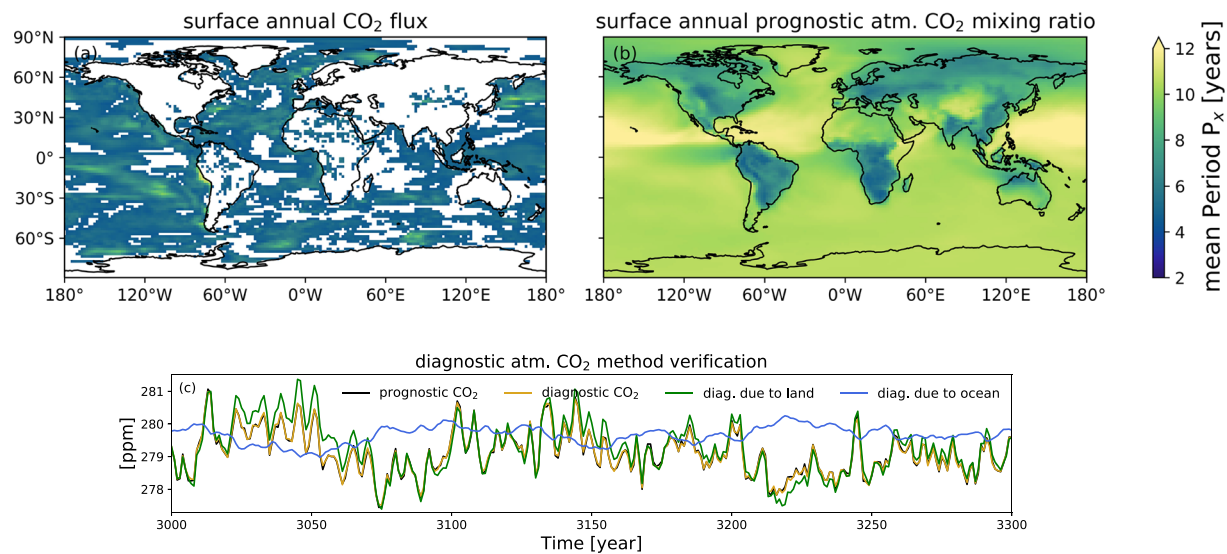 surface annual CO₂ flux
surface annual prognostic atm. CO₂ mixing ratio
(a)
(b)
90°N
60°N
30°N
0°
30°S
60°S
180°
120°W
60°W
0°W
60°E
120°E
180°
180°
120°W
60°W
0°W
60°E
120°E
180°
12
10
8
6
4
2
mean Period Pₓ [years]
diagnostic atm. CO₂ method verification
(c)
prognostic CO₂
diagnostic CO₂
diag. due to land
diag. due to ocean
281
280
279
278
[ppm]
3000
3050
3100
3150
3200
3250
3300
Time [year]